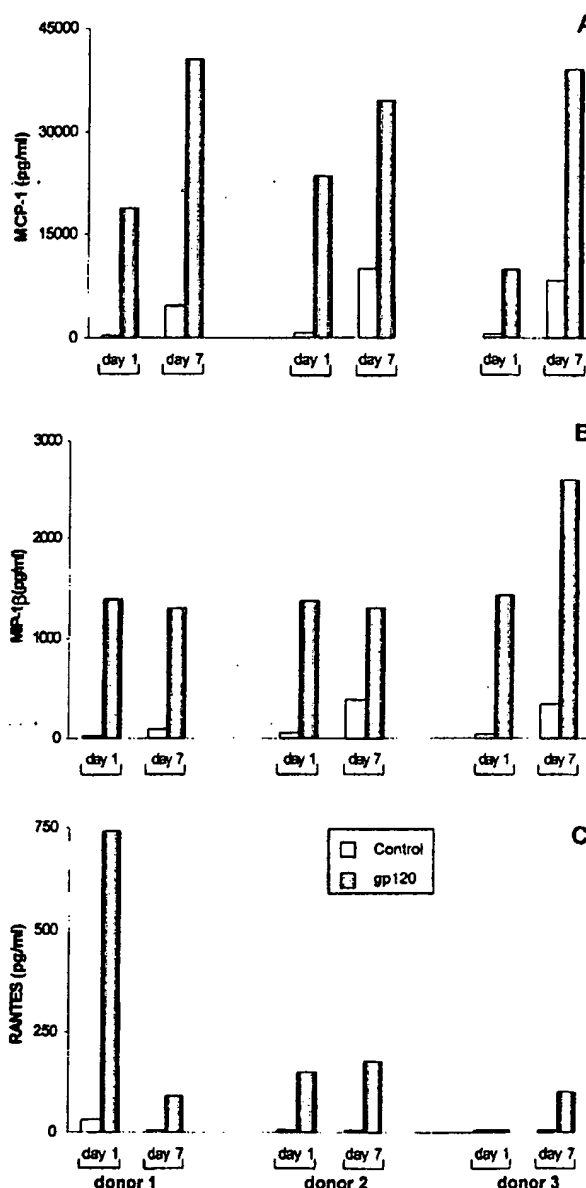 A
45000
30000
15000
0
MCP-1 (pg/ml)
day 1 day 7 day 1 day 7 day 1 day 7
B
3000
2000
1000
0
MIP-1β(pg/ml)
day 1 day 7 day 1 day 7 day 1 day 7
C
750
500
250
0
RANTES (pg/ml)
Control
gp120
day 1 day 7 day 1 day 7 day 1 day 7
donor 1 donor 2 donor 3